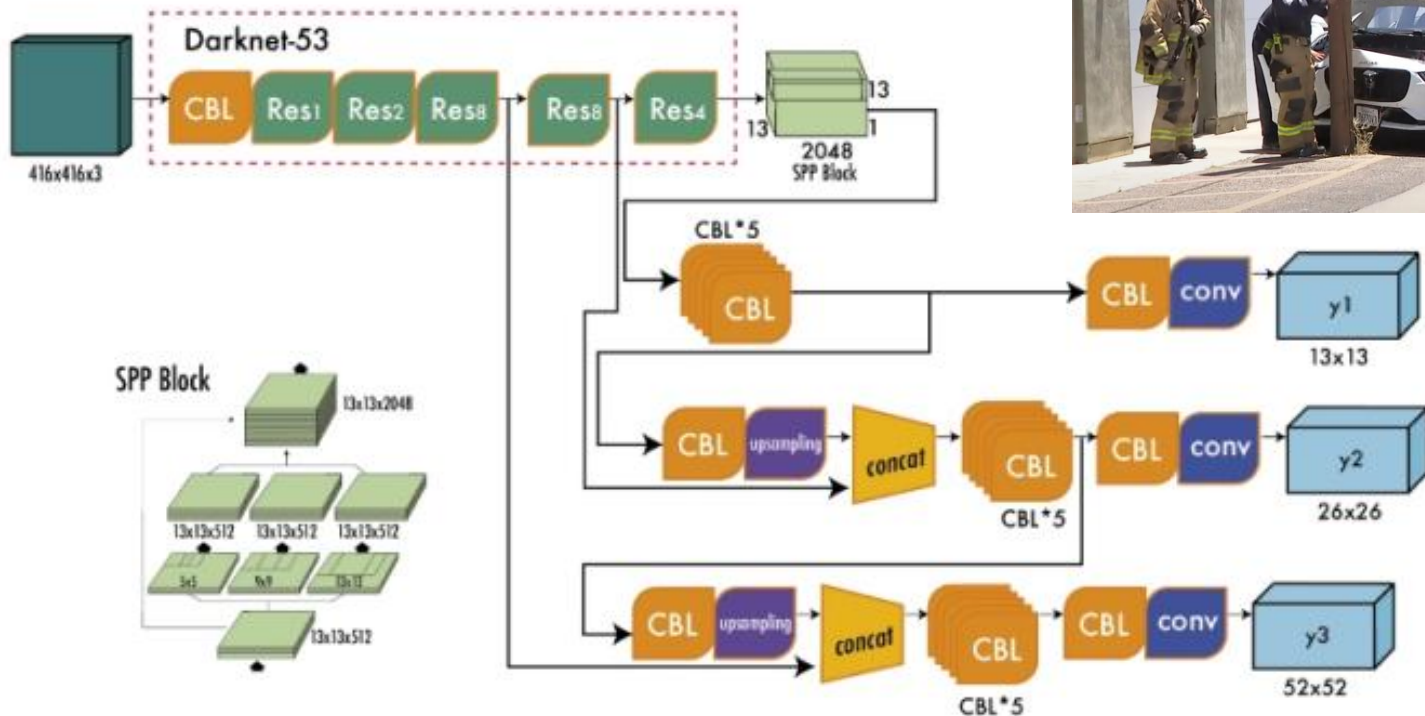 Darknet-53
CBL
Res1
Res2
Res8
Res8
Res4
416x416x3
13
13
1
2048
SPP Block
CBL*5
CBL
CBL
conv
y1
13x13
SPP Block
13x13x2048
13x13x512
13x13x512
13x13x512
5x5
9x9
13x13
13x13x512
CBL
upsampling
concat
CBL
CBL*5
CBL
conv
y2
26x26
CBL
upsampling
concat
CBL
CBL*5
CBL
conv
y3
52x52